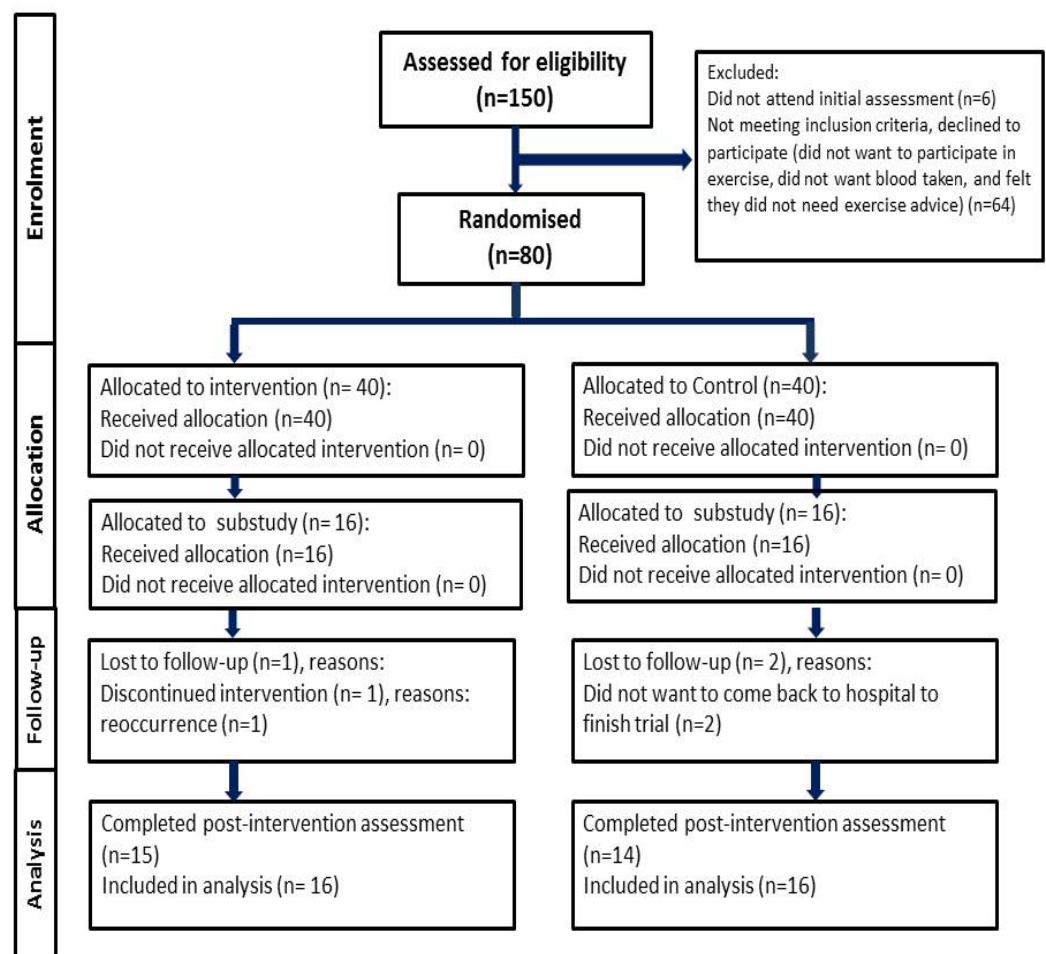 Enrolment
Assessed for eligibility
(n=150)
Excluded:
Did not attend initial assessment (n=6)
Not meeting inclusion criteria, declined to
participate (did not want to participate in
exercise, did not want blood taken, and felt
they did not need exercise advice) (n=64)
Randomised
(n=80)
Allocation
Allocated to intervention (n= 40):
Received allocation (n=40)
Did not receive allocated intervention (n= 0)
Allocated to Control (n=40):
Received allocation (n=40)
Did not receive allocated intervention (n= 0)
Allocated to substudy (n= 16):
Received allocation (n=16)
Did not receive allocated intervention (n= 0)
Allocated to substudy (n= 16):
Received allocation (n=16)
Did not receive allocated intervention (n= 0)
Follow-up
Lost to follow-up (n=1), reasons:
Discontinued intervention (n= 1), reasons:
reoccurrence (n=1)
Lost to follow-up (n= 2), reasons:
Did not want to come back to hospital to
finish trial (n=2)
Analysis
Completed post-intervention assessment
(n=15)
Included in analysis (n= 16)
Completed post-intervention assessment
(n=14)
Included in analysis (n=16)